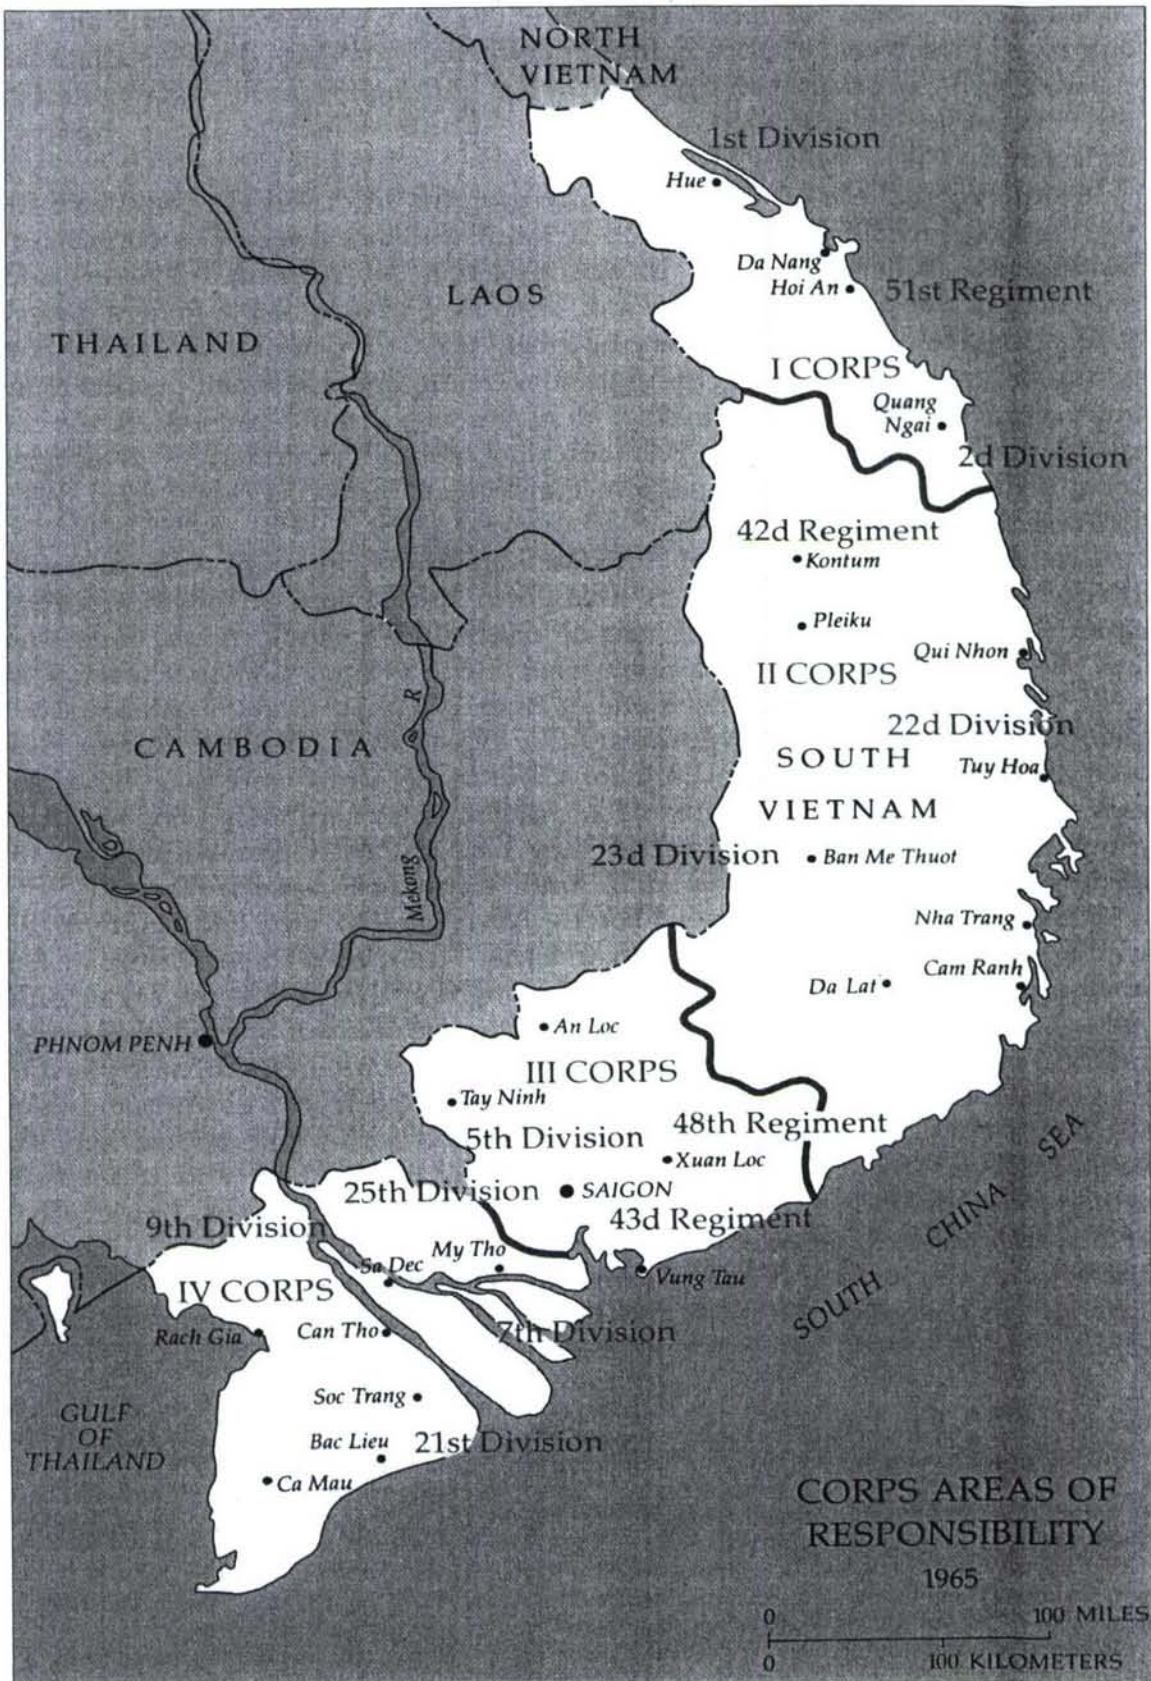 NORTH
VIETNAM
1st Division
Hue
Da Nang
Hoi An
51st Regiment
LAOS
THAILAND
I CORPS
Quang
Ngai
2d Division
42d Regiment
Kontum
Pleiku
Qui Nhon
II CORPS
R
22d Division
CAMBODIA
SOUTH
Tuy Hoa
VIETNAM
23d Division
Ban Me Thuot
Mekong
Nha Trang
Cam Ranh
Da Lat
An Loc
PHNOM PENH
III CORPS
Tay Ninh
48th Regiment
5th Division
Xuan Loc
25th Division
SAIGON
43d Regiment
9th Division
My Tho
Sa Dec
Vung Tau
IV CORPS
SOUTH CHINA SEA
Rach Gia
Can Tho
7th Division
Soc Trang
GULF
OF
THAILAND
Bac Lieu
21st Division
Ca Mau
CORPS AREAS OF
RESPONSIBILITY
1965
0 100 MILES
0 100 KILOMETERS